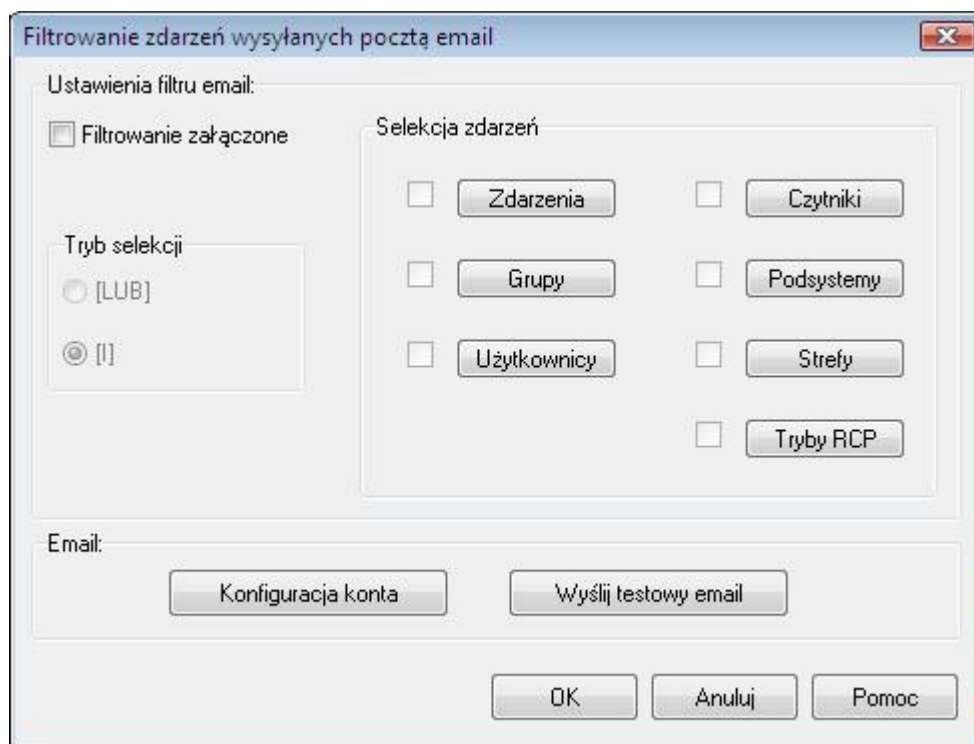 Filtrowanie zdarzeń wysyłanych pocztą email
Ustawienia filtru email:
Filtrowanie załączone
Selekcja zdarzeń
Zdarzenia
Czytniki
Tryb selekcji
[LUB]
Grupy
Podsystemy
[I]
Użytkownicy
Strefy
Tryby RCP
Email:
Konfiguracja konta
Wyślij testowy email
OK
Anuluj
Pomoc